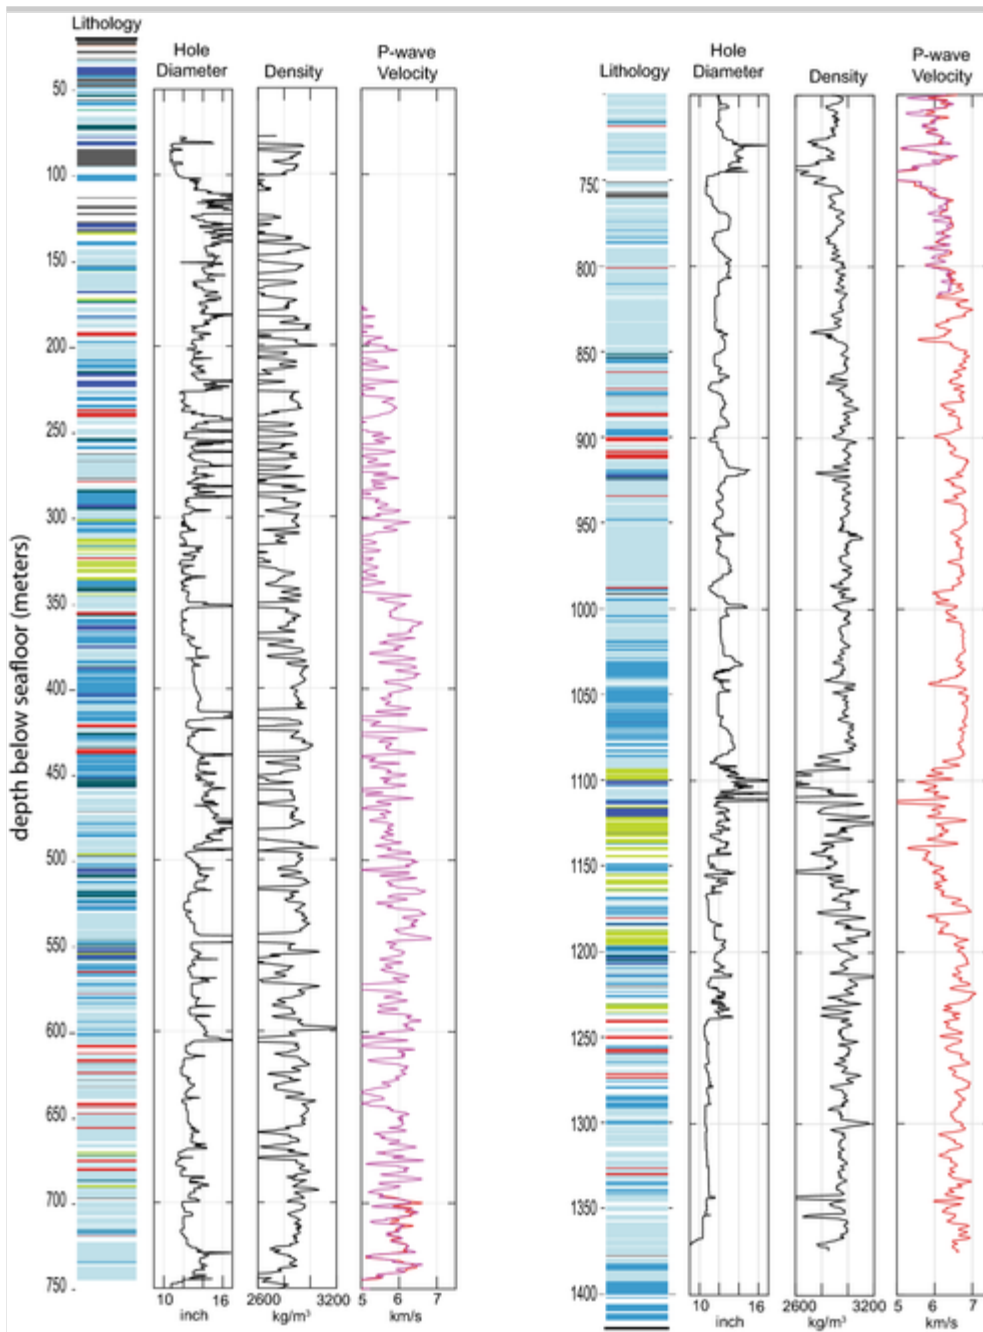 Lithology
Hole
Diameter
Density
P-wave
Velocity
depth below seafloor (meters)
50
100
150
200
250
300
350
400
450
500
550
600
650
700
750
10 16
inch
2600 3200
kg/m³
5 6 7
km/s
Lithology
Hole
Diameter
Density
P-wave
Velocity
750
800
850
900
950
1000
1050
1100
1150
1200
1250
1300
1350
1400
10 16
inch
2600 3200
kg/m³
5 6 7
km/s